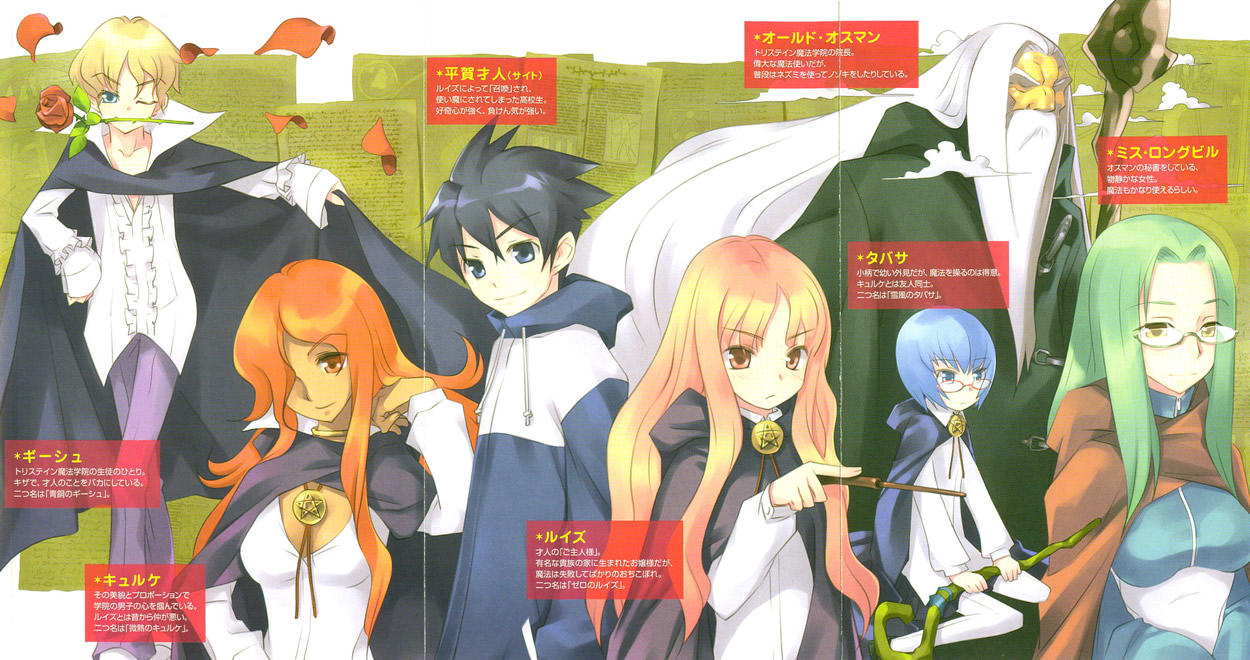 *ギーシュ
トリステイン魔法学院の生徒のひとり。
キザで、才人のことをバカにしている。
二つ名は「青銅のギーシュ」。
*キュルケ
その美貌とプロポーションで
学院の男子の心を掴んでいる。
ルイズとは昔から仲が悪い。
二つ名は「微熱のキュルケ」。
*平賀才人(サイト)
ルイズによって「召喚」され、
使い魔にされてしまった高校生。
好奇心が強く、負けん気が強い。
*ルイズ
才人の「ご主人様」。
有名な貴族の家に生まれたお嬢様だが、
魔法は失敗してばかりのおちこぼれ。
二つ名は「ゼロのルイズ」。
*オールド・オスマン
トリステイン魔法学院の院長。
偉大な魔法使いだが、
普段はネズミを使ってノゾキをしたりしている。
*タバサ
小柄で幼い外見だが、魔法を操るのは得意。
キュルケとは友人同士。
二つ名は「雪風のタバサ」。
*ミス・ロングビル
オスマンの秘書をしている、
物静かな女性。
魔法もかなり使えるらしい。